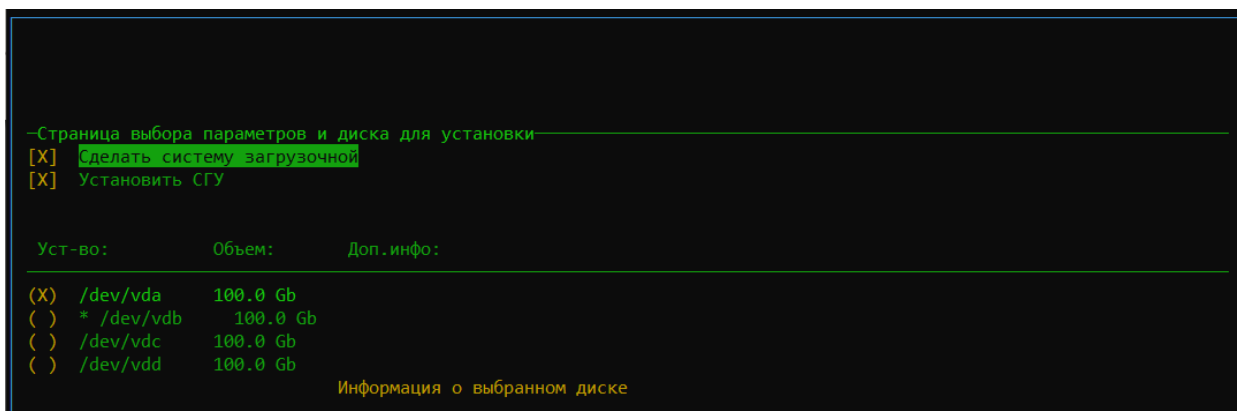 Страница выбора параметров и диска для установки
[X] Сделать систему загрузочной
[X] Установить СГУ
Уст-во: Объем: Доп.инфо:
(X) /dev/vda 100.0 Gb
( ) * /dev/vdb 100.0 Gb
( ) /dev/vdc 100.0 Gb
( ) /dev/vdd 100.0 Gb
Информация о выбранном диске